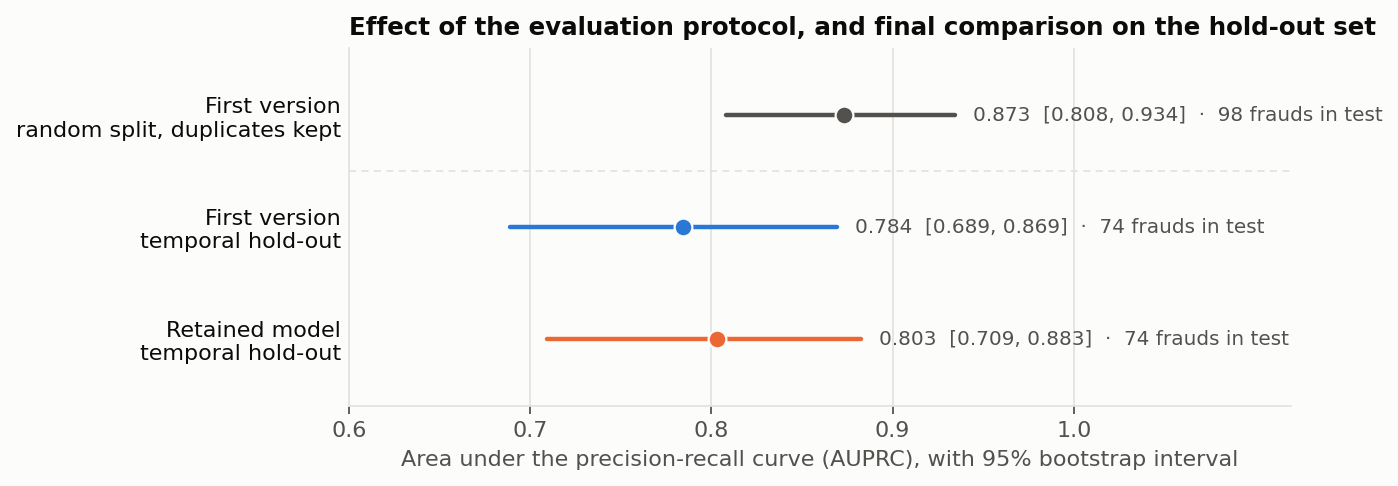 Effect of the evaluation protocol, and final comparison on the hold-out set
First version
random split, duplicates kept
0.873 [0.808, 0.934] · 98 frauds in test
First version
temporal hold-out
0.784 [0.689, 0.869] · 74 frauds in test
Retained model
temporal hold-out
0.803 [0.709, 0.883] · 74 frauds in test
0.6 0.7 0.8 0.9 1.0
Area under the precision-recall curve (AUPRC), with 95% bootstrap interval